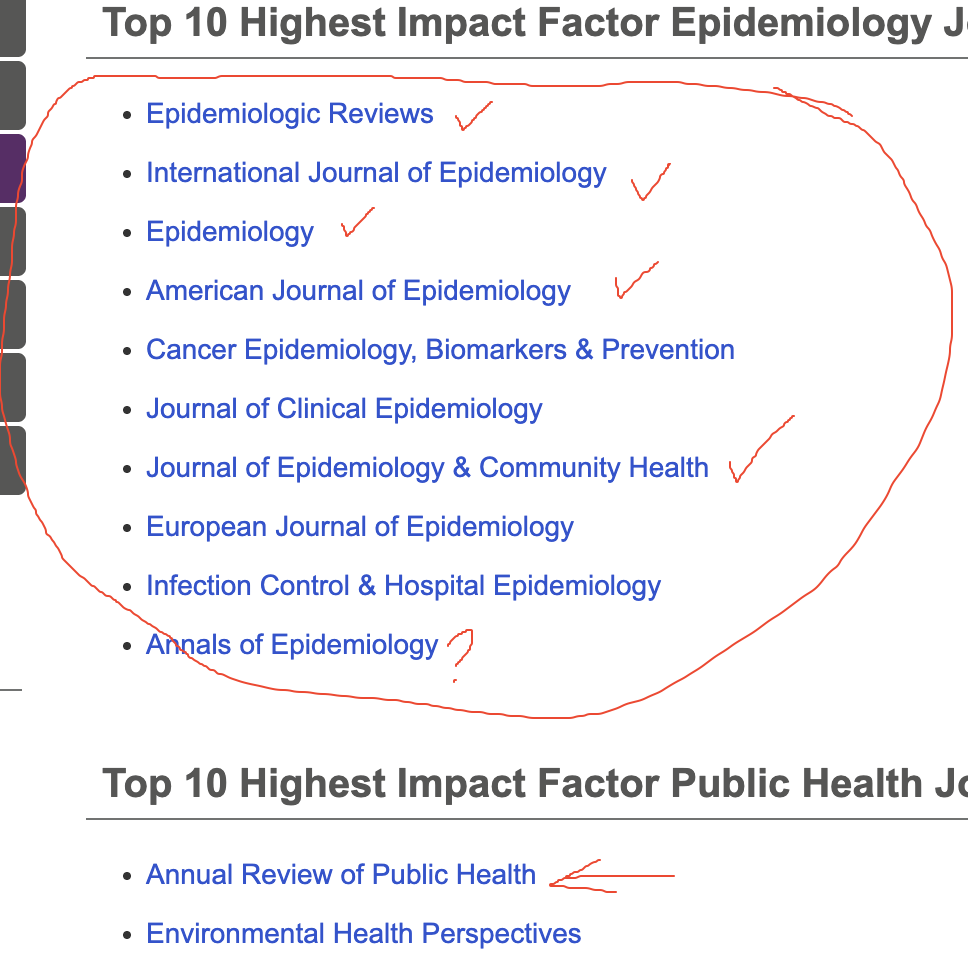 Top 10 Highest Impact Factor Epidemiology
Epidemiologic Reviews
International Journal of Epidemiology
Epidemiology
American Journal of Epidemiology
Cancer Epidemiology, Biomarkers & Prevention
Journal of Clinical Epidemiology
Journal of Epidemiology & Community Health
European Journal of Epidemiology
Infection Control & Hospital Epidemiology
Annals of Epidemiology ?
Top 10 Highest Impact Factor Public Health
Annual Review of Public Health
Environmental Health Perspectives